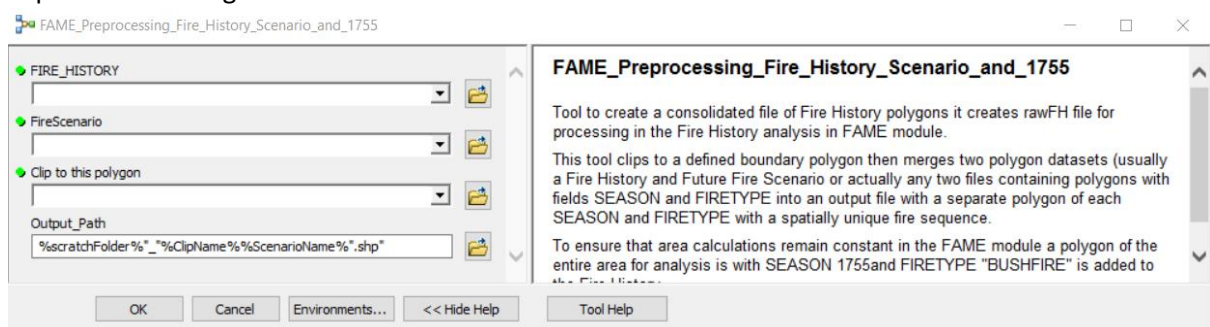 FAME_Preprocessing_Fire_History_Scenario_and_1755
FIRE_HISTORY
FireScenario
Clip to this polygon
Output_Path
%scratchFolder%"_"%ClipName%%ScenarioName%".shp"
FAME_Preprocessing_Fire_History_Scenario_and_1755
Tool to create a consolidated file of Fire History polygons it creates rawFH file for
processing in the Fire History analysis in FAME module.
This tool clips to a defined boundary polygon then merges two polygon datasets (usually
a Fire History and Future Fire Scenario or actually any two files containing polygons with
fields SEASON and FIRETYPE into an output file with a separate polygon of each
SEASON and FIRETYPE with a spatially unique fire sequence.
To ensure that area calculations remain constant in the FAME module a polygon of the
entire area for analysis is with SEASON 1755and FIRETYPE "BUSHFIRE" is added to
OK
Cancel
Environments...
<< Hide Help
Tool Help